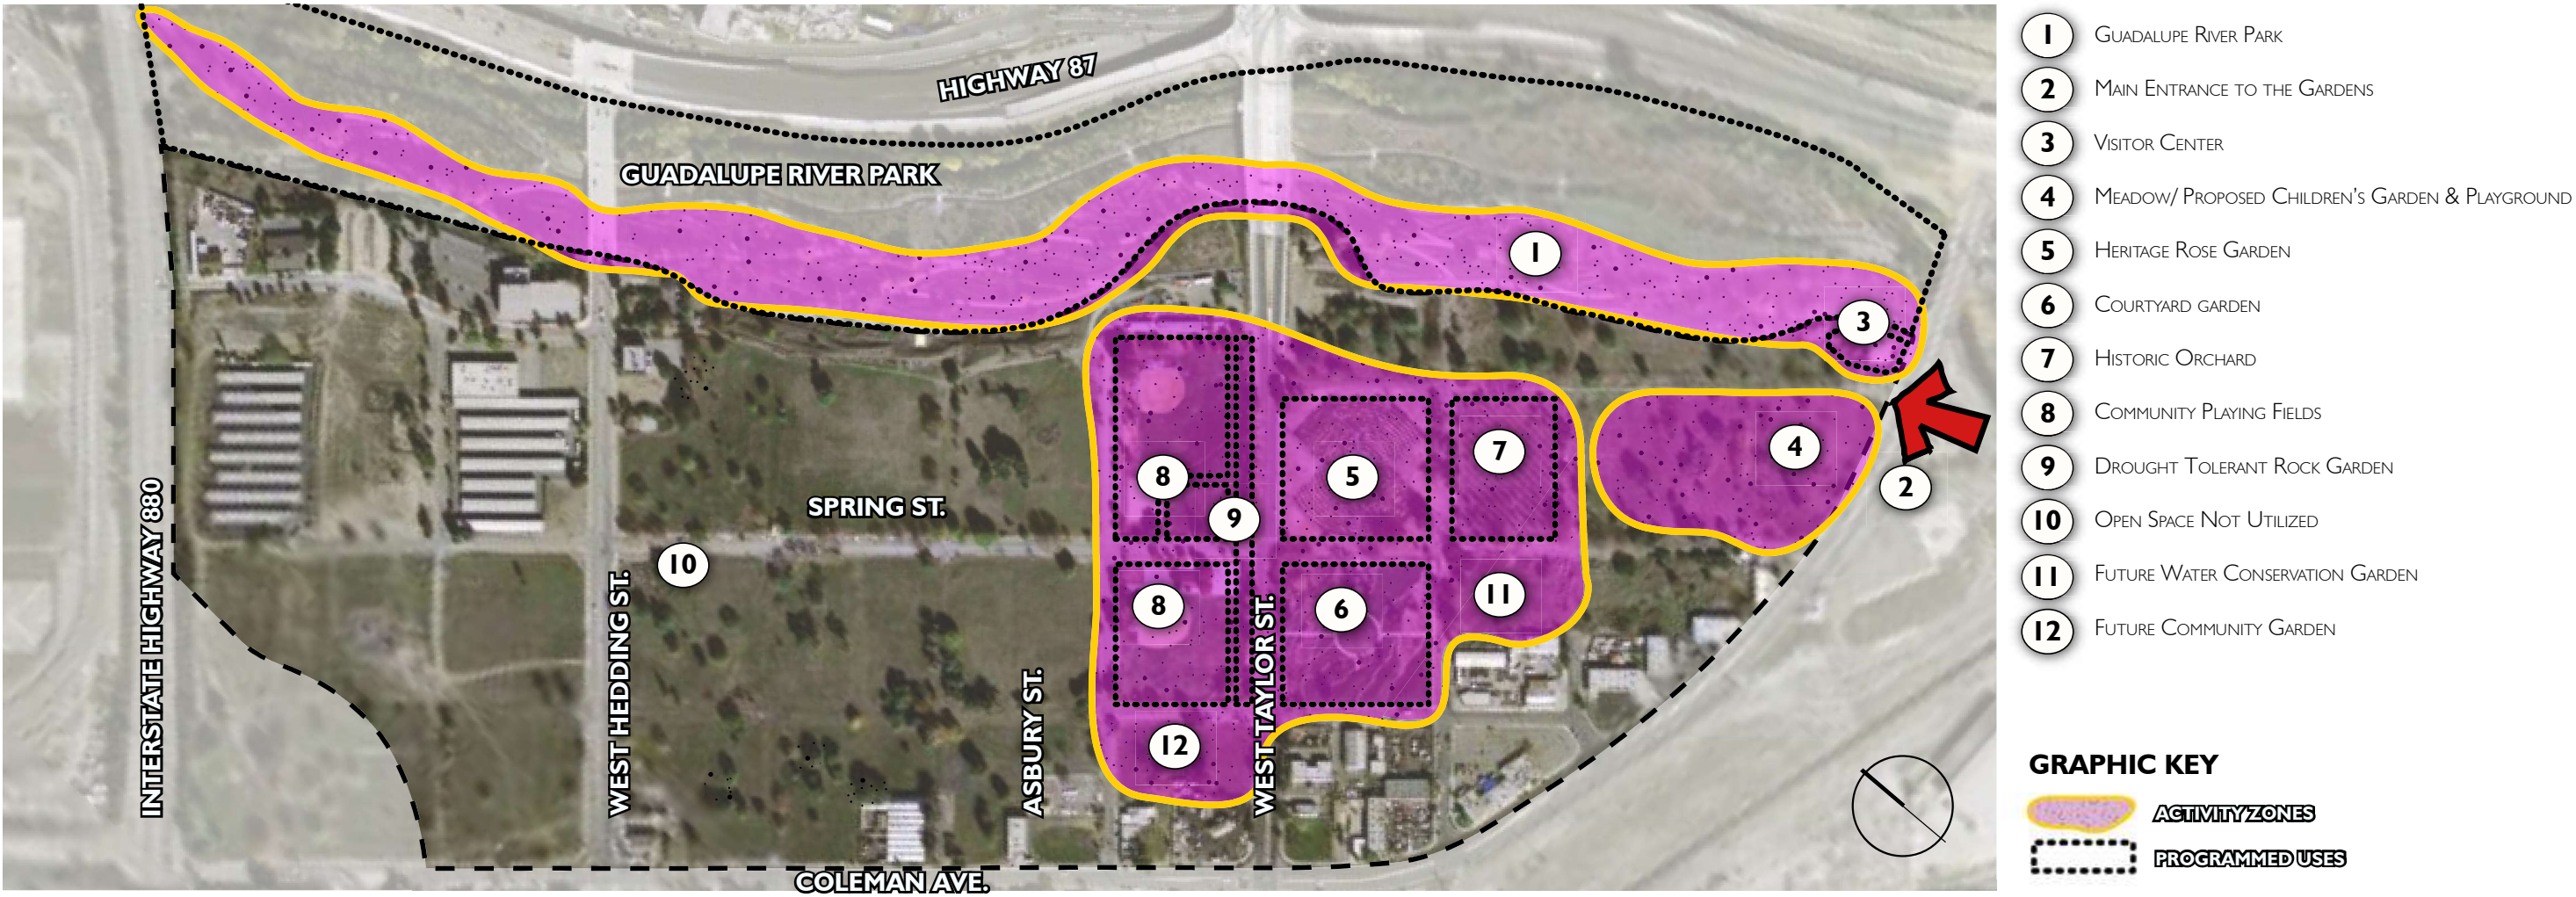 HIGHWAY 87
GUADALUPE RIVER PARK
1
3
4
2
5
7
8
9
SPRING ST.
10
8
6
11
12
INTERSTATE HIGHWAY 880
WEST HEDDING ST.
ASBURY ST.
WEST TAYLOR ST.
COLEMAN AVE.
1 Guadalupe River Park
2 Main Entrance to the Gardens
3 Visitor Center
4 Meadow/ Proposed Children's Garden & Playground
5 Heritage Rose Garden
6 Courtyard garden
7 Historic Orchard
8 Community Playing Fields
9 Drought Tolerant Rock Garden
10 Open Space Not Utilized
11 Future Water Conservation Garden
12 Future Community Garden
GRAPHIC KEY
ACTIVITY ZONES
PROGRAMMED USES